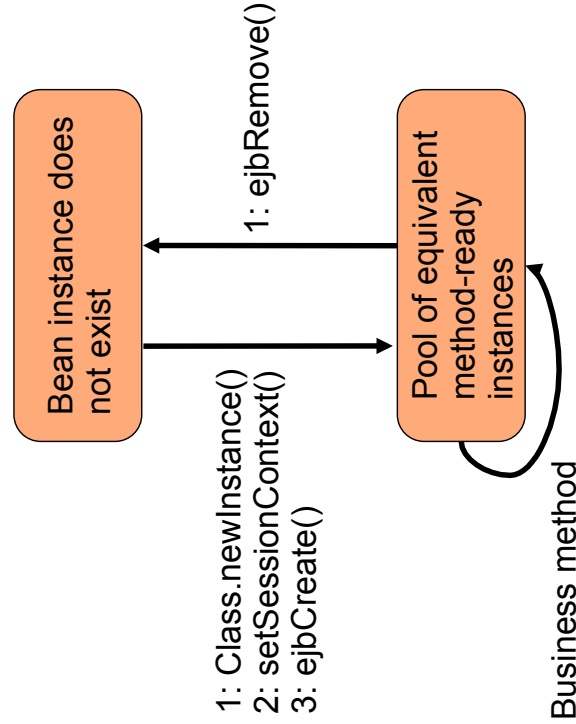 Bean instance does
not exist
1: Class.newInstance()
2: setSessionContext()
3: ejbCreate()
1: ejbRemove()
Pool of equivalent
method-ready
instances
Business method